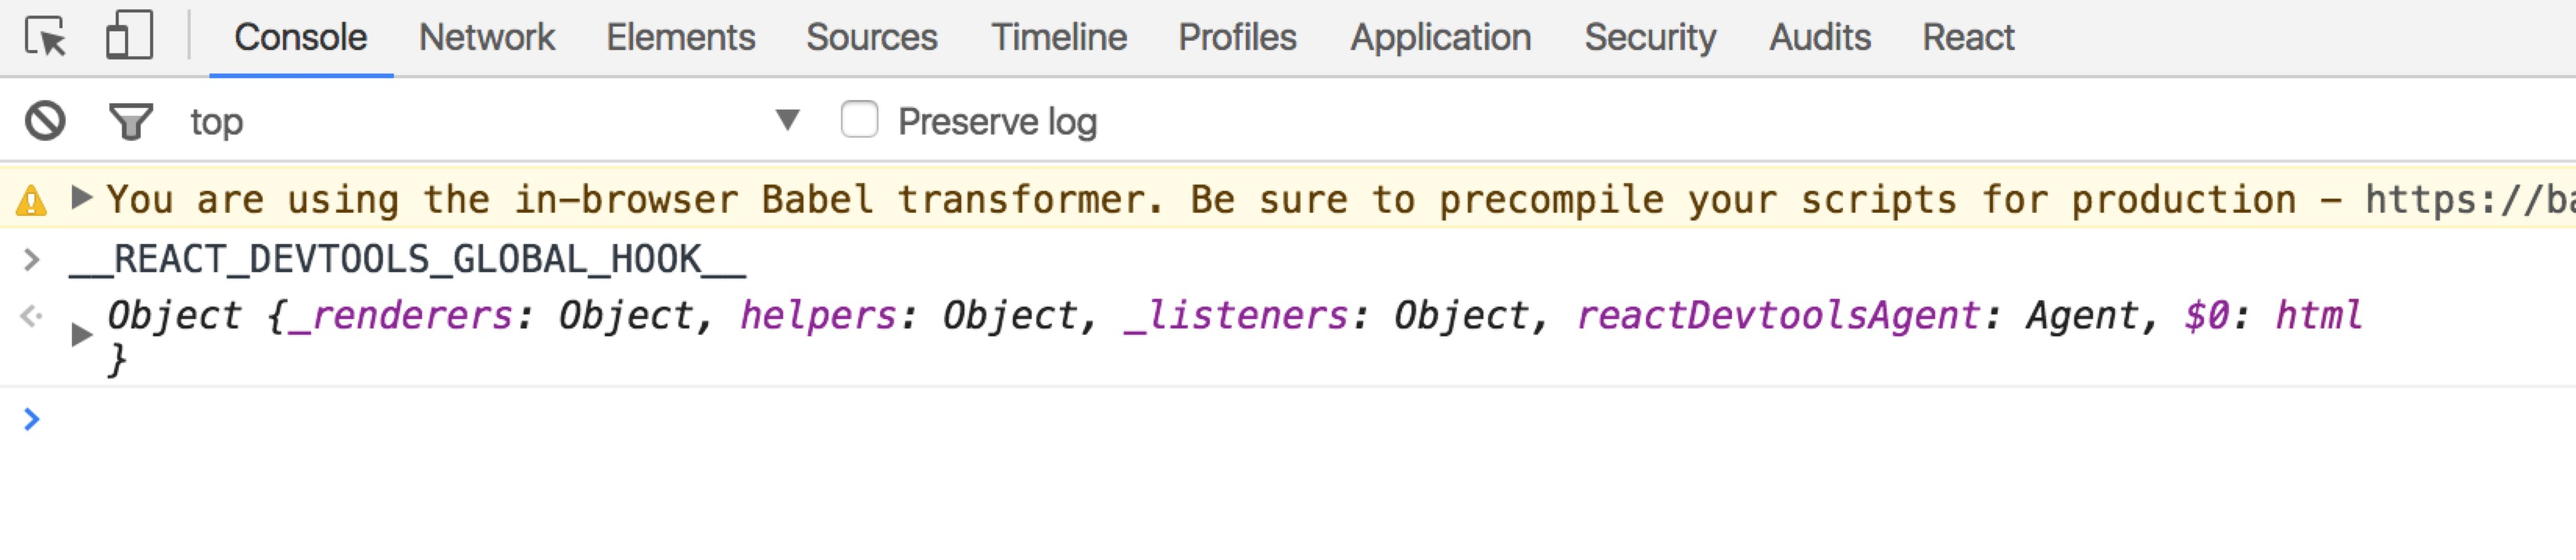 Console Network Elements Sources Timeline Profiles Application Security Audits React
top Preserve log
You are using the in-browser Babel transformer. Be sure to precompile your scripts for production – https://ba
__REACT_DEVTOOLS_GLOBAL_HOOK__
Object {_renderers: Object, helpers: Object, _listeners: Object, reactDevtoolsAgent: Agent, $0: html
}